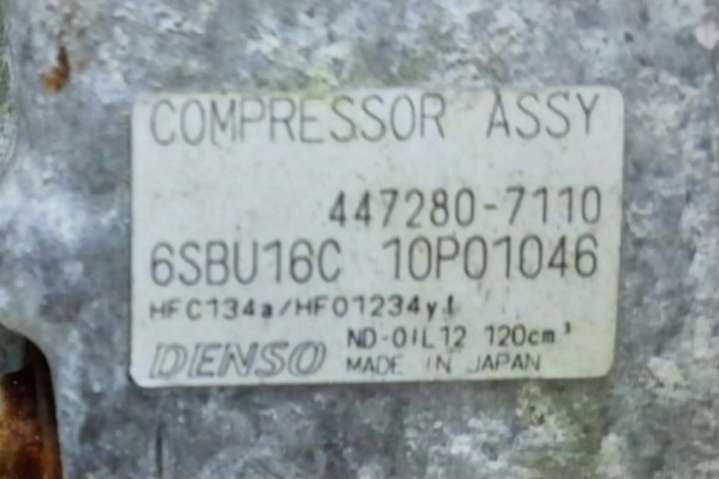 COMPRESSOR ASSY
447280-7110
6SBU16C 10P01046
HFC134a/HFO1234yf
ND-OIL12 120cm³
DENSO MADE IN JAPAN